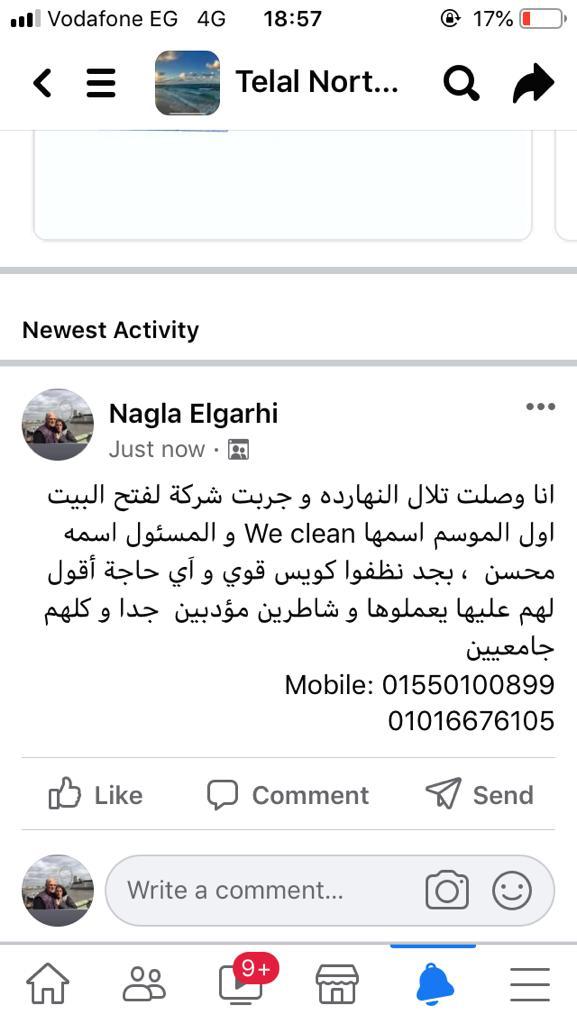 Vodafone EG 4G 18:57 17%
Telal Nort...
Newest Activity
Nagla Elgarhi
Just now ·
انا وصلت تلال النهارده و جربت شركة لفتح البيت
اول الموسم اسمها We clean و المسئول اسمه
محسن ، بجد نظفوا كويس قوي و آي حاجة أقول
لهم عليها يعملوها و شاطرين مؤدبين جدا و كلهم
جامعيين
Mobile: 01550100899
01016676105
Like Comment Send
Write a comment...
9+